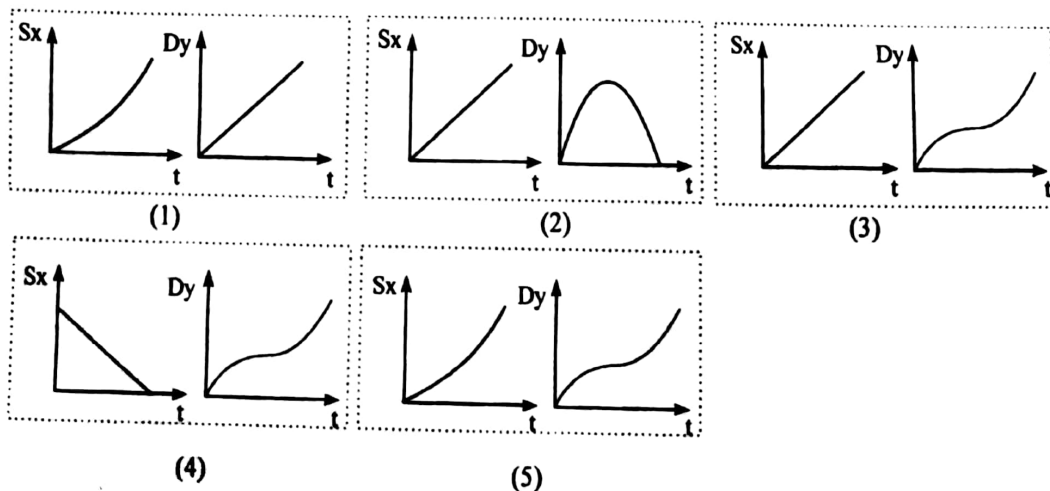 Sx Dy Sx Dy Sx Dy
t t t t t t
(1) (2) (3)
Sx Dy Sx Dy
t t t t
(4) (5)